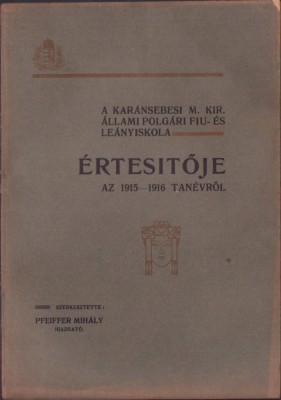 A KARÁNSEBESI M. KIR.
ÁLLAMI POLGÁRI FIU- ÉS
LEÁNYISKOLA
ÉRTESITŐJE
AZ 1915—1916 TANÉVRŐL
SZERKESZTETTE:
PFEIFFER MIHÁLY
IGAZGATÓ.